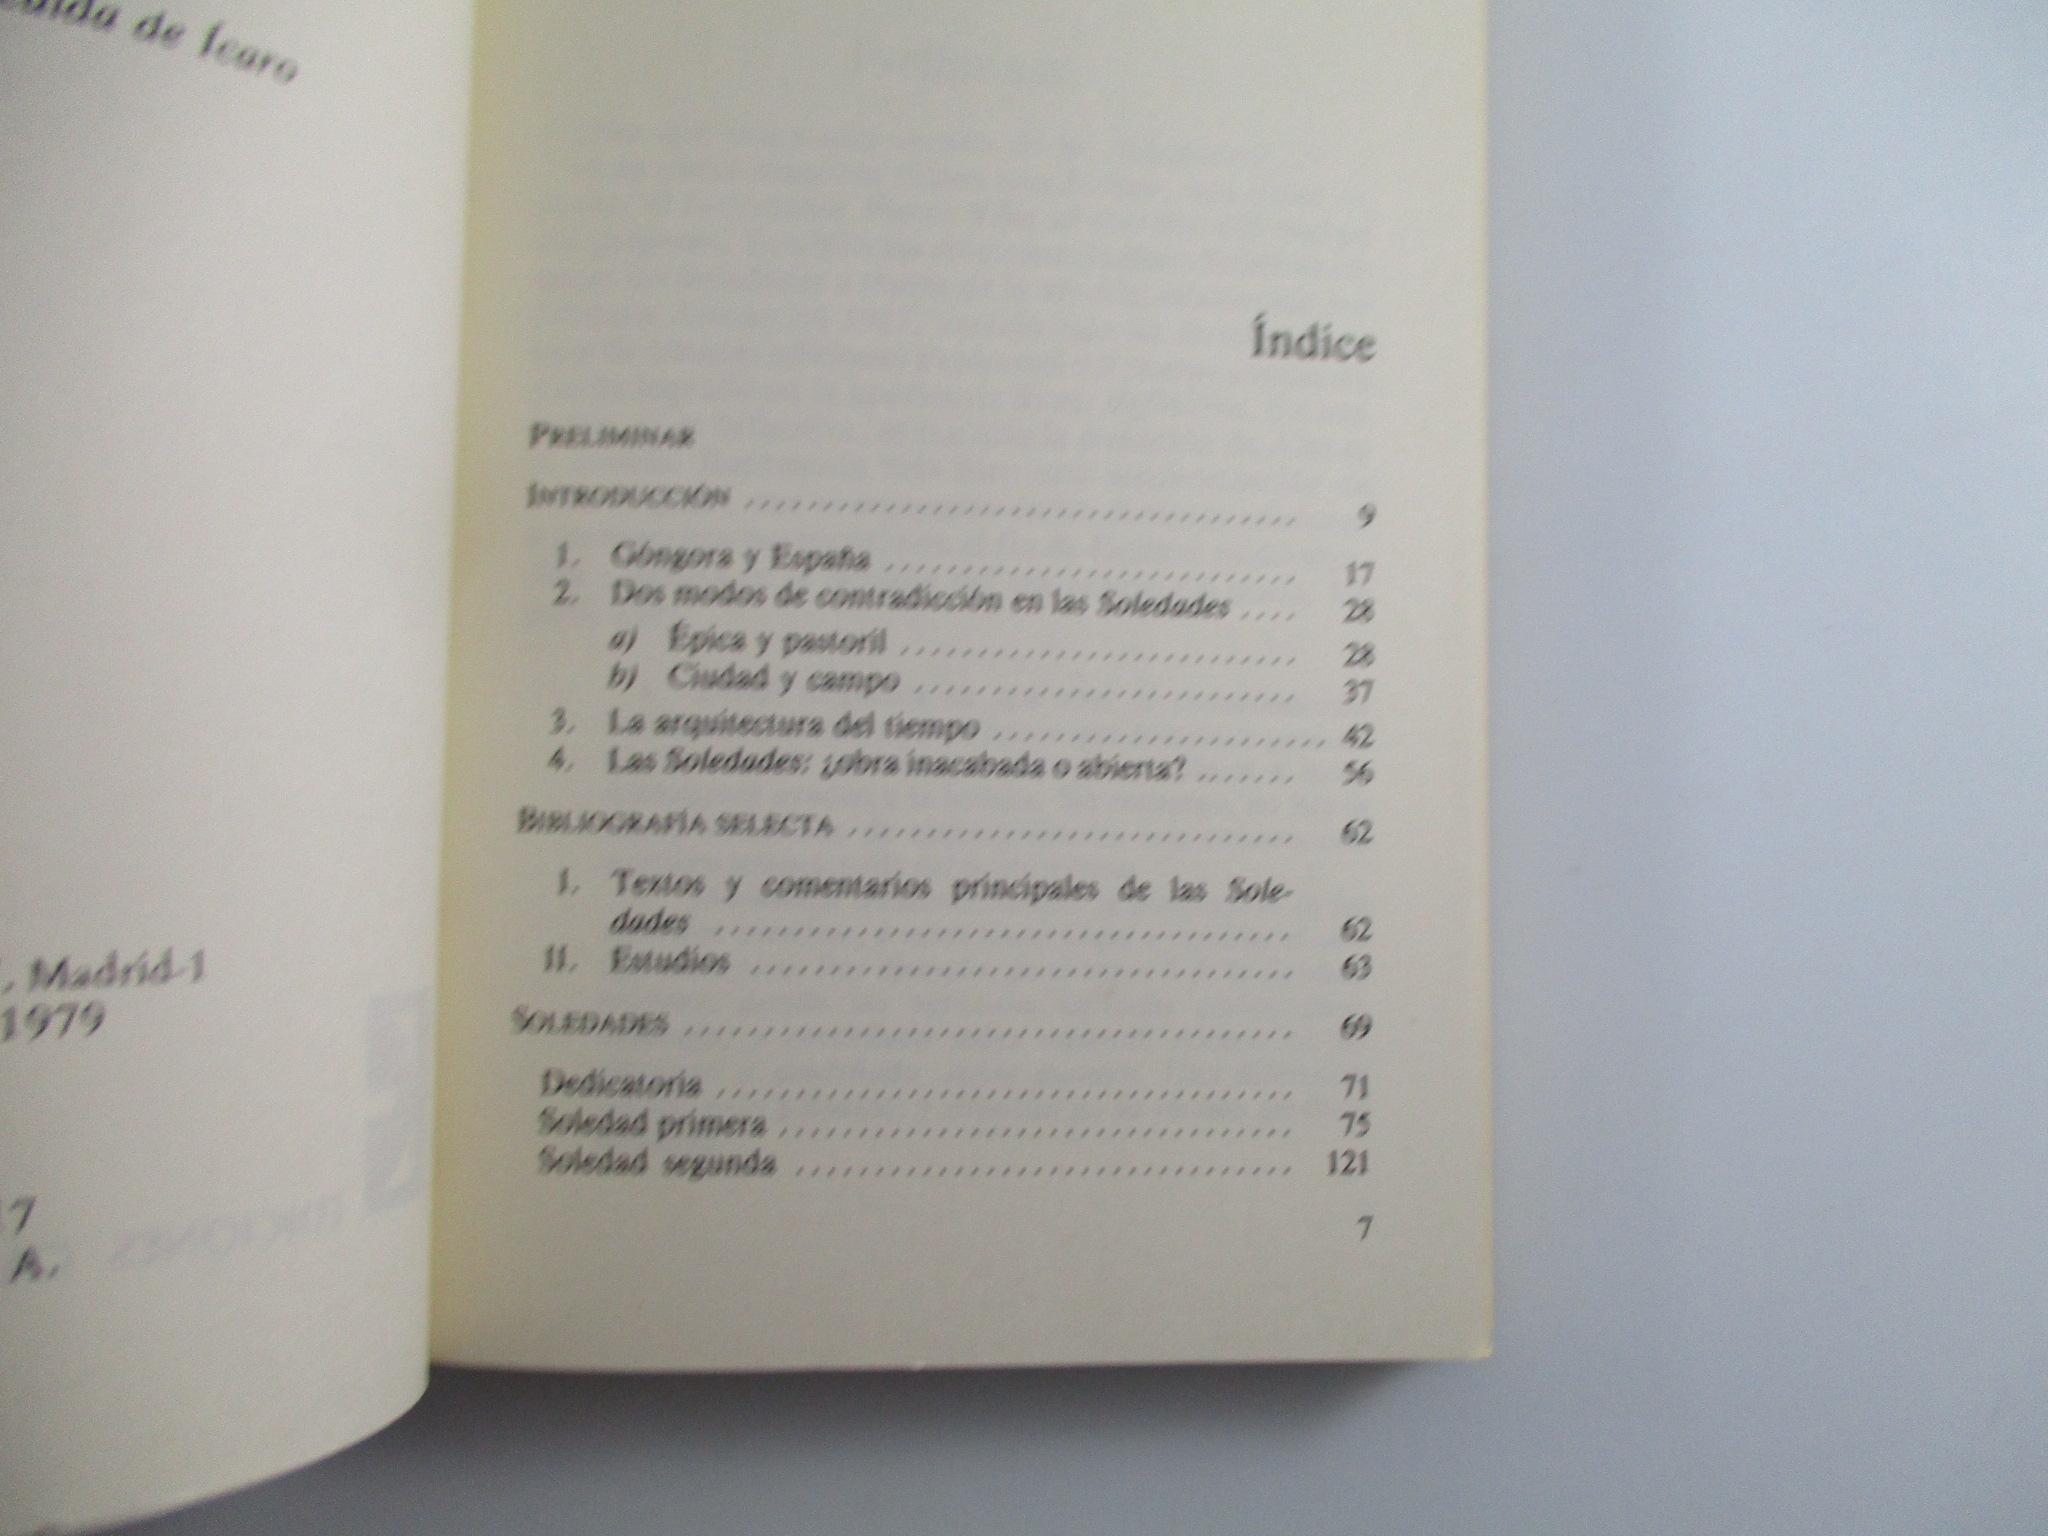 de Ícaro
Madrid-1
1979
17
A.
EDICIONES
Índice
PRELIMINAR
INTRODUCCIÓN ................................... 9
1. Góngora y España .......................... 17
2. Dos modos de contradicción en las Soledades .... 28
a) Épica y pastoril ......................... 28
b) Ciudad y campo ........................ 37
3. La arquitectura del tiempo ..................... 42
4. Las Soledades: ¿obra inacabada o abierta? ....... 56
BIBLIOGRAFÍA SELECTA ............................ 62
I. Textos y comentarios principales de las Sole-
dades ..................................... 62
II. Estudios ................................... 63
SOLEDADES ....................................... 69
Dedicatoria ..................................... 71
Soledad primera ................................. 75
Soledad segunda ................................ 121
7